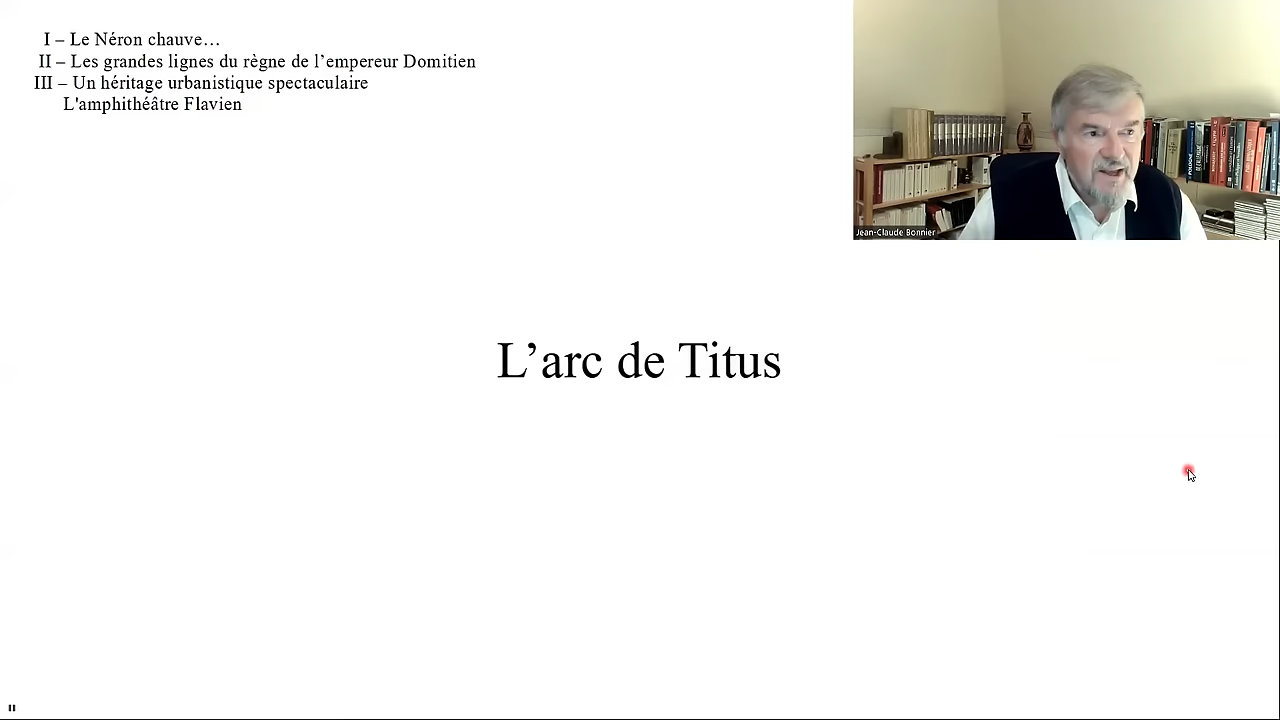 I – Le Néron chauve…
II – Les grandes lignes du règne de l’empereur Domitien
III – Un héritage urbanistique spectaculaire
L'amphithéâtre Flavien
Jean-Claude Bonnier
L’arc de Titus